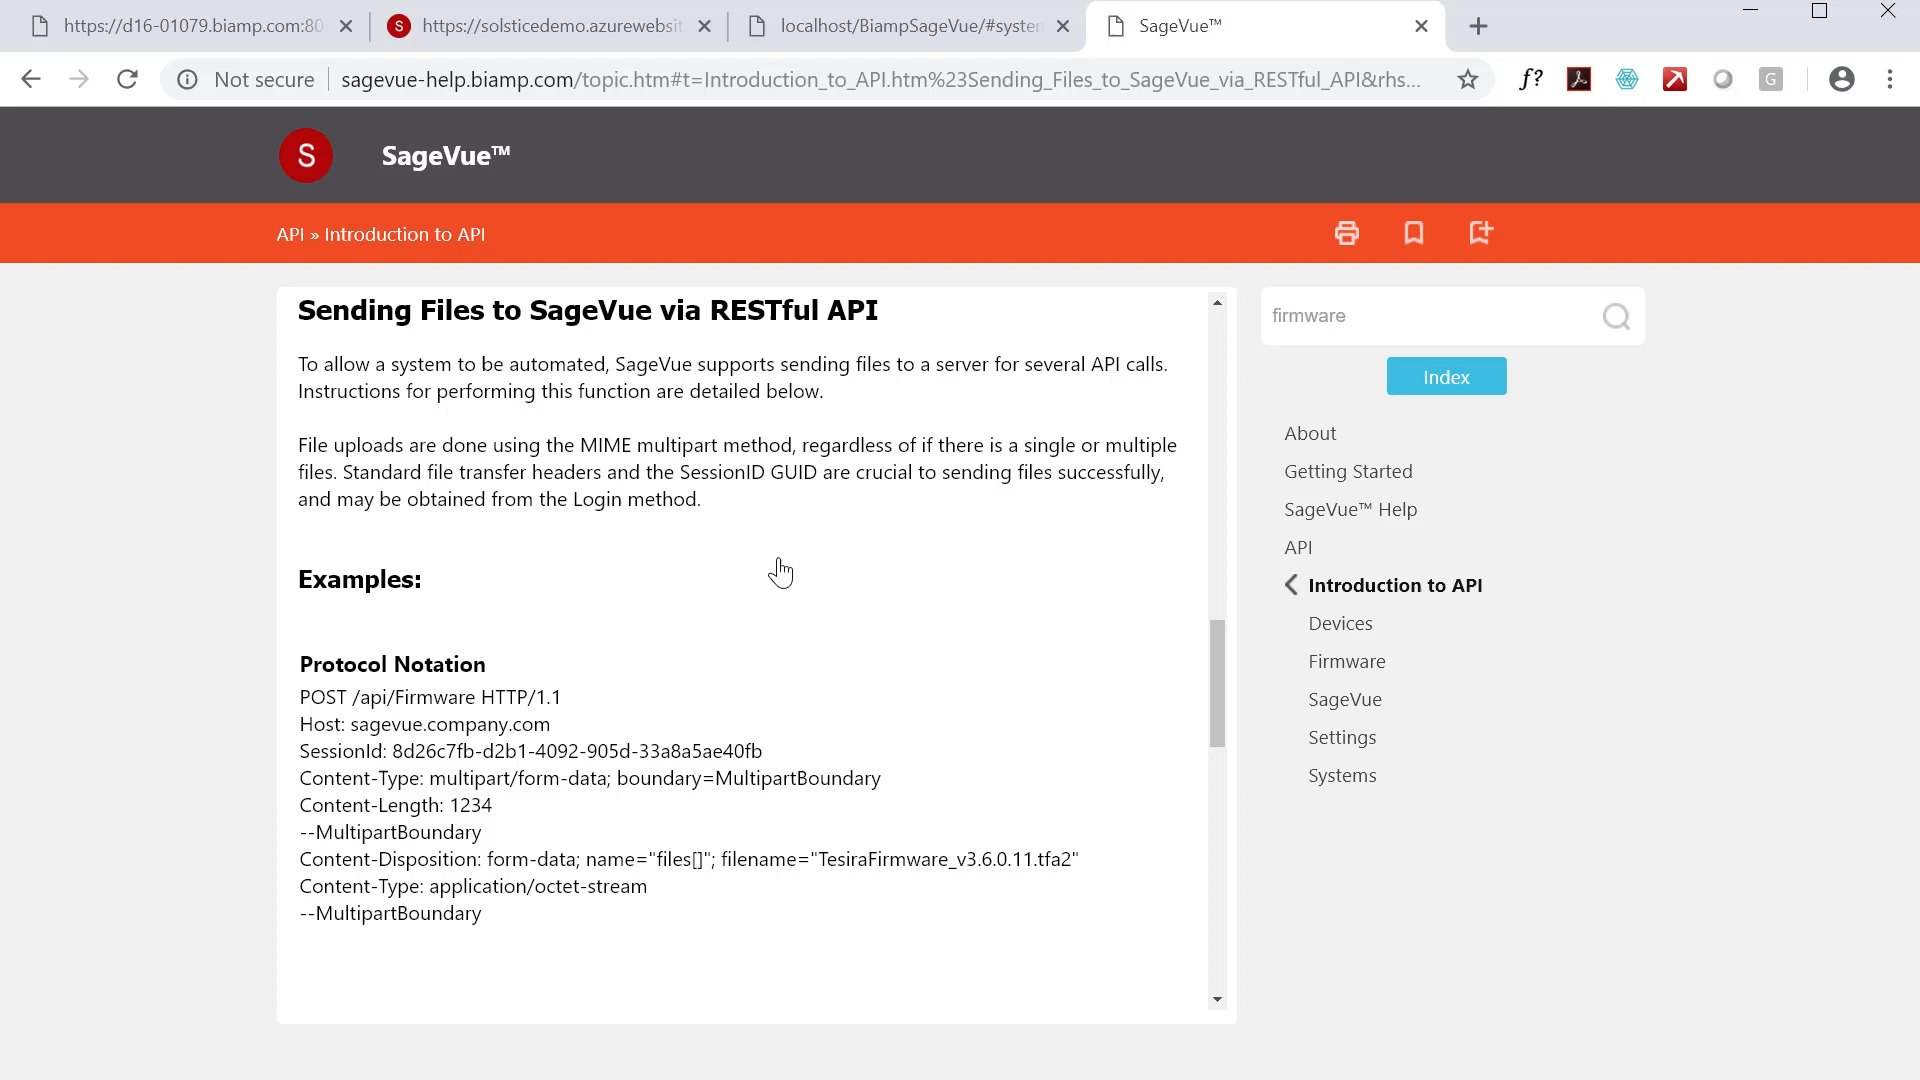 https://d16-01079.biamp.com:80
S
https://solsticedemo.azurewebsit
localhost/BiampSageVue/#system
SageVue™
Not secure
sagevue-help.biamp.com/topic.htm#t=Introduction_to_API.htm%23Sending_Files_to_SageVue_via_RESTful_API&rhs...
f?
G
S
SageVue™
API » Introduction to API
Sending Files to SageVue via RESTful API
To allow a system to be automated, SageVue supports sending files to a server for several API calls.
Instructions for performing this function are detailed below.
File uploads are done using the MIME multipart method, regardless of if there is a single or multiple
files. Standard file transfer headers and the SessionID GUID are crucial to sending files successfully,
and may be obtained from the Login method.
Examples:
Protocol Notation
POST /api/Firmware HTTP/1.1
Host: sagevue.company.com
SessionId: 8d26c7fb-d2b1-4092-905d-33a8a5ae40fb
Content-Type: multipart/form-data; boundary=MultipartBoundary
Content-Length: 1234
--MultipartBoundary
Content-Disposition: form-data; name="files[]"; filename="TesiraFirmware_v3.6.0.11.tfa2"
Content-Type: application/octet-stream
--MultipartBoundary
firmware
Index
About
Getting Started
SageVue™ Help
API
Introduction to API
Devices
Firmware
SageVue
Settings
Systems